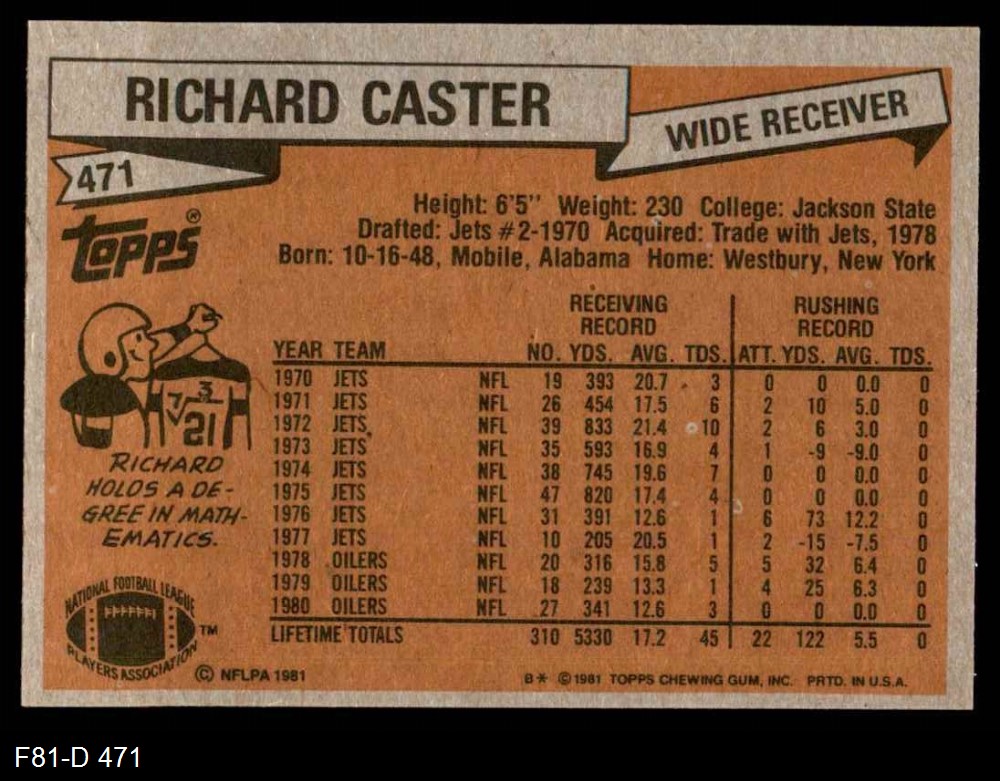 RICHARD CASTER
WIDE RECEIVER
471
Topps®
Height: 6'5'' Weight: 230 College: Jackson State
Drafted: Jets #2-1970 Acquired: Trade with Jets, 1978
Born: 10-16-48, Mobile, Alabama Home: Westbury, New York
RECEIVING RECORD RUSHING RECORD
YEAR TEAM NO. YDS. AVG. TDS. ATT. YDS. AVG. TDS.
1970 JETS NFL 19 393 20.7 3 0 0 0.0 0
1971 JETS NFL 26 454 17.5 6 2 10 5.0 0
1972 JETS NFL 39 833 21.4 10 2 6 3.0 0
1973 JETS NFL 35 593 16.9 4 1 -9 -9.0 0
1974 JETS NFL 38 745 19.6 7 0 0 0.0 0
1975 JETS NFL 47 820 17.4 4 0 0 0.0 0
1976 JETS NFL 31 391 12.6 1 6 73 12.2 0
1977 JETS NFL 10 205 20.5 1 2 -15 -7.5 0
1978 OILERS NFL 20 316 15.8 5 5 32 6.4 0
1979 OILERS NFL 18 239 13.3 1 4 25 6.3 0
1980 OILERS NFL 27 341 12.6 3 0 0 0.0 0
LIFETIME TOTALS 310 5330 17.2 45 22 122 5.5 0
3
7 21
RICHARD
HOLDS A DE-
GREE IN MATH-
EMATICS.
NATIONAL FOOTBALL LEAGUE
PLAYERS ASSOCIATION
TM
© NFLPA 1981
B* © 1981 TOPPS CHEWING GUM, INC. PRTD. IN U.S.A.
F81-D 471